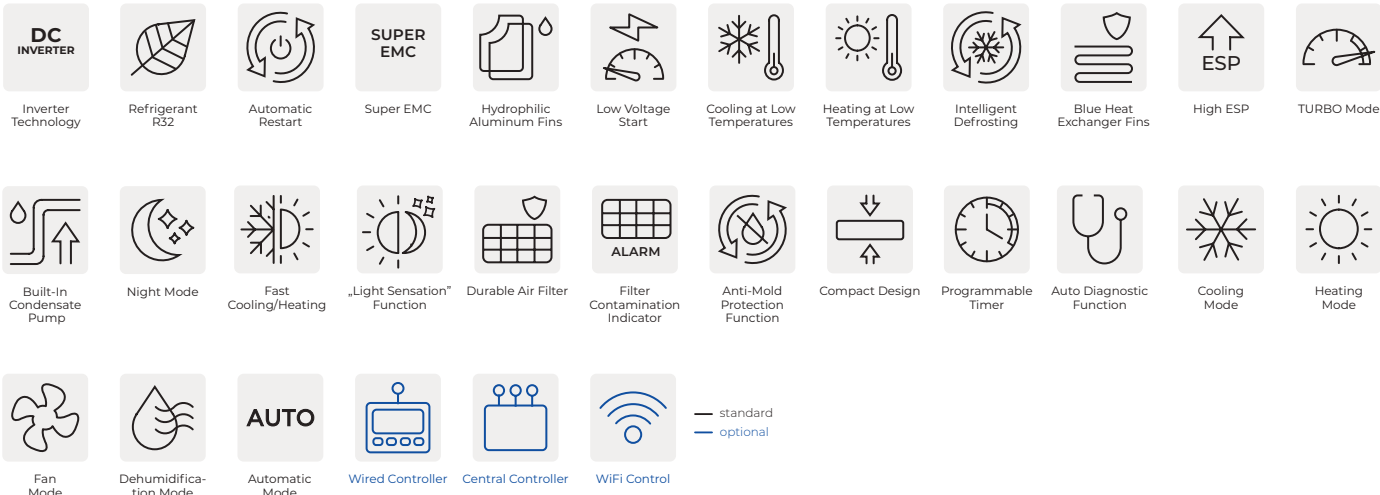 DC
INVERTER
SUPER
EMC
ESP
Inverter
Technology
Refrigerant
R32
Automatic
Restart
Super EMC
Hydrophilic
Aluminum Fins
Low Voltage
Start
Cooling at Low
Temperatures
Heating at Low
Temperatures
Intelligent
Defrosting
Blue Heat
Exchanger Fins
High ESP
TURBO Mode
ALARM
Built-In
Condensate
Pump
Night Mode
Fast
Cooling/Heating
„Light Sensation”
Function
Durable Air Filter
Filter
Contamination
Indicator
Anti-Mold
Protection
Function
Compact Design
Programmable
Timer
Auto Diagnostic
Function
Cooling
Mode
Heating
Mode
AUTO
standard
optional
Fan
Mode
Dehumidifica-
tion Mode
Automatic
Mode
Wired Controller
Central Controller
WiFi Control